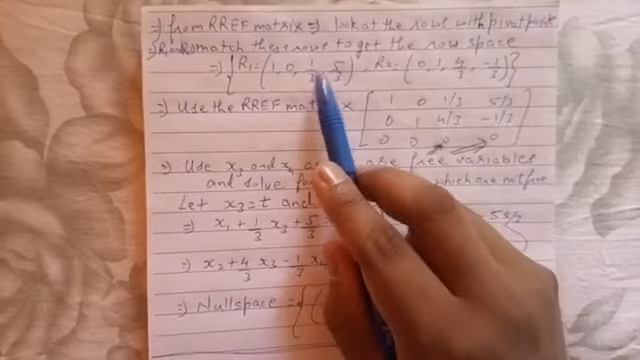 ⇒ from RREF matrix ⇒ look at the rows with pivot point
match these rows to get the row space
⇒ { R₁ = (1, 0, 1/3, 5/3), R₂ = (0, 1, 4/3, -1/3) }
⇒ Use the RREF matrix [ 1 0 1/3 5/3
0 1 4/3 -1/3
0 0 0 0 ]
⇒ Use x₃ and x₄ are free variables
and solve which are not free
Let x₃ = t and
⇒ x₁ + 1/3 x₃ + 5/3
⇒ x₂ + 4/3 x₃ - 1/3 x₄
⇒ Nullspace = {(